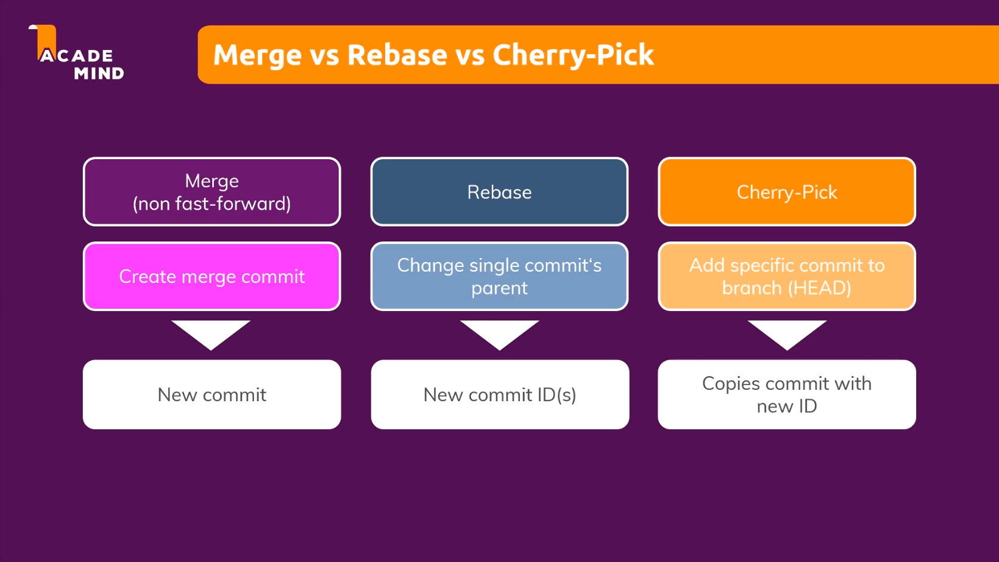 ACADE
MIND
Merge vs Rebase vs Cherry-Pick
Merge
(non fast-forward)
Rebase
Cherry-Pick
Create merge commit
Change single commit‘s
parent
Add specific commit to
branch (HEAD)
New commit
New commit ID(s)
Copies commit with
new ID